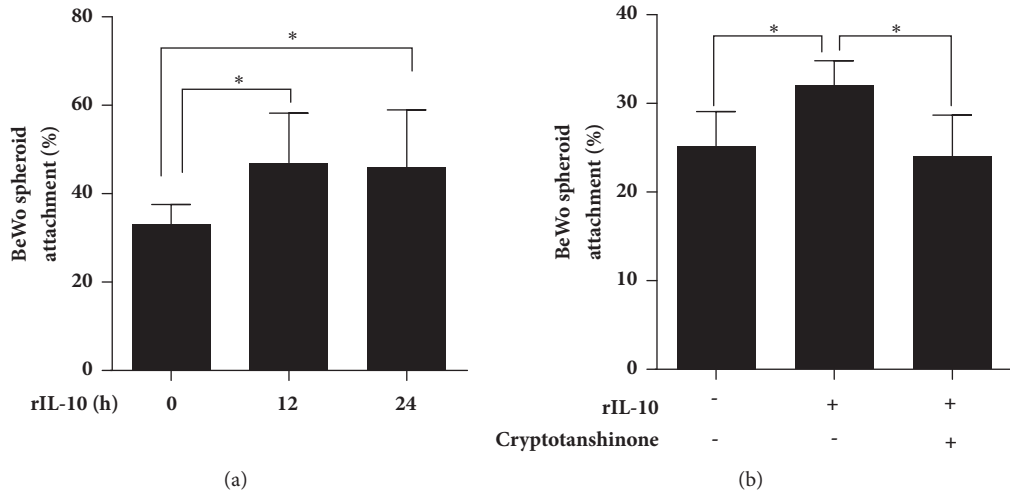 80
60
40
20
0
BeWo spheroid
attachment (%)
*
*
rIL-10 (h) 0 12 24
(a)
40
30
20
10
0
BeWo spheroid
attachment (%)
* *
rIL-10 - + +
Cryptotanshinone - - +
(b)